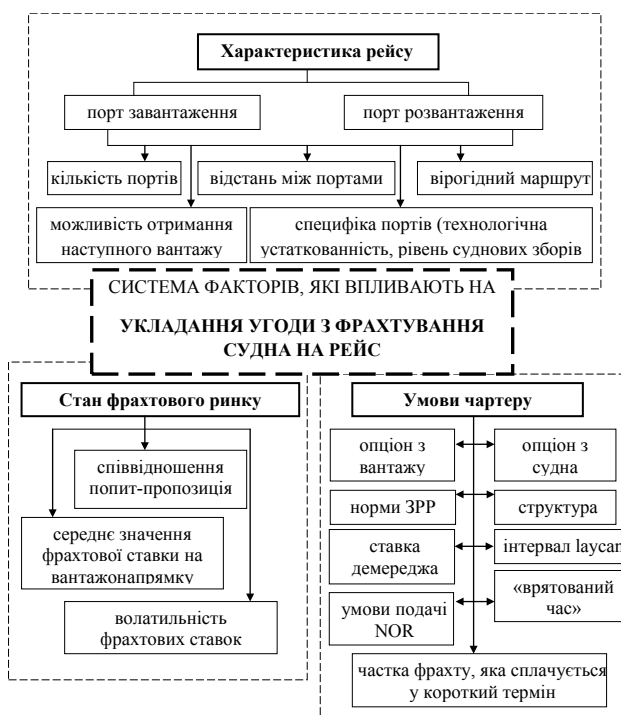 Характеристика рейсу
порт завантаження
порт розвантаження
кількість портів
відстань між портами
вірогідний маршрут
можливість отримання
наступного вантажу
специфіка портів (технологічна
устаткованність, рівень суднових зборів
СИСТЕМА ФАКТОРІВ, ЯКІ ВПЛИВАЮТЬ НА
УКЛАДАННЯ УГОДИ З ФРАХТУВАННЯ
СУДНА НА РЕЙС
Стан фрахтового ринку
співвідношення
попит-пропозиція
середнє значення
фрахтової ставки на
вантажонапрямку
волатильність
фрахтових ставок
Умови чартеру
опціон з
вантажу
опціон з
судна
норми ЗРР
структура
ставка
демереджа
інтервал laycan
умови подачі
NOR
«врятований
час»
частка фрахту, яка сплачується
у короткий термін